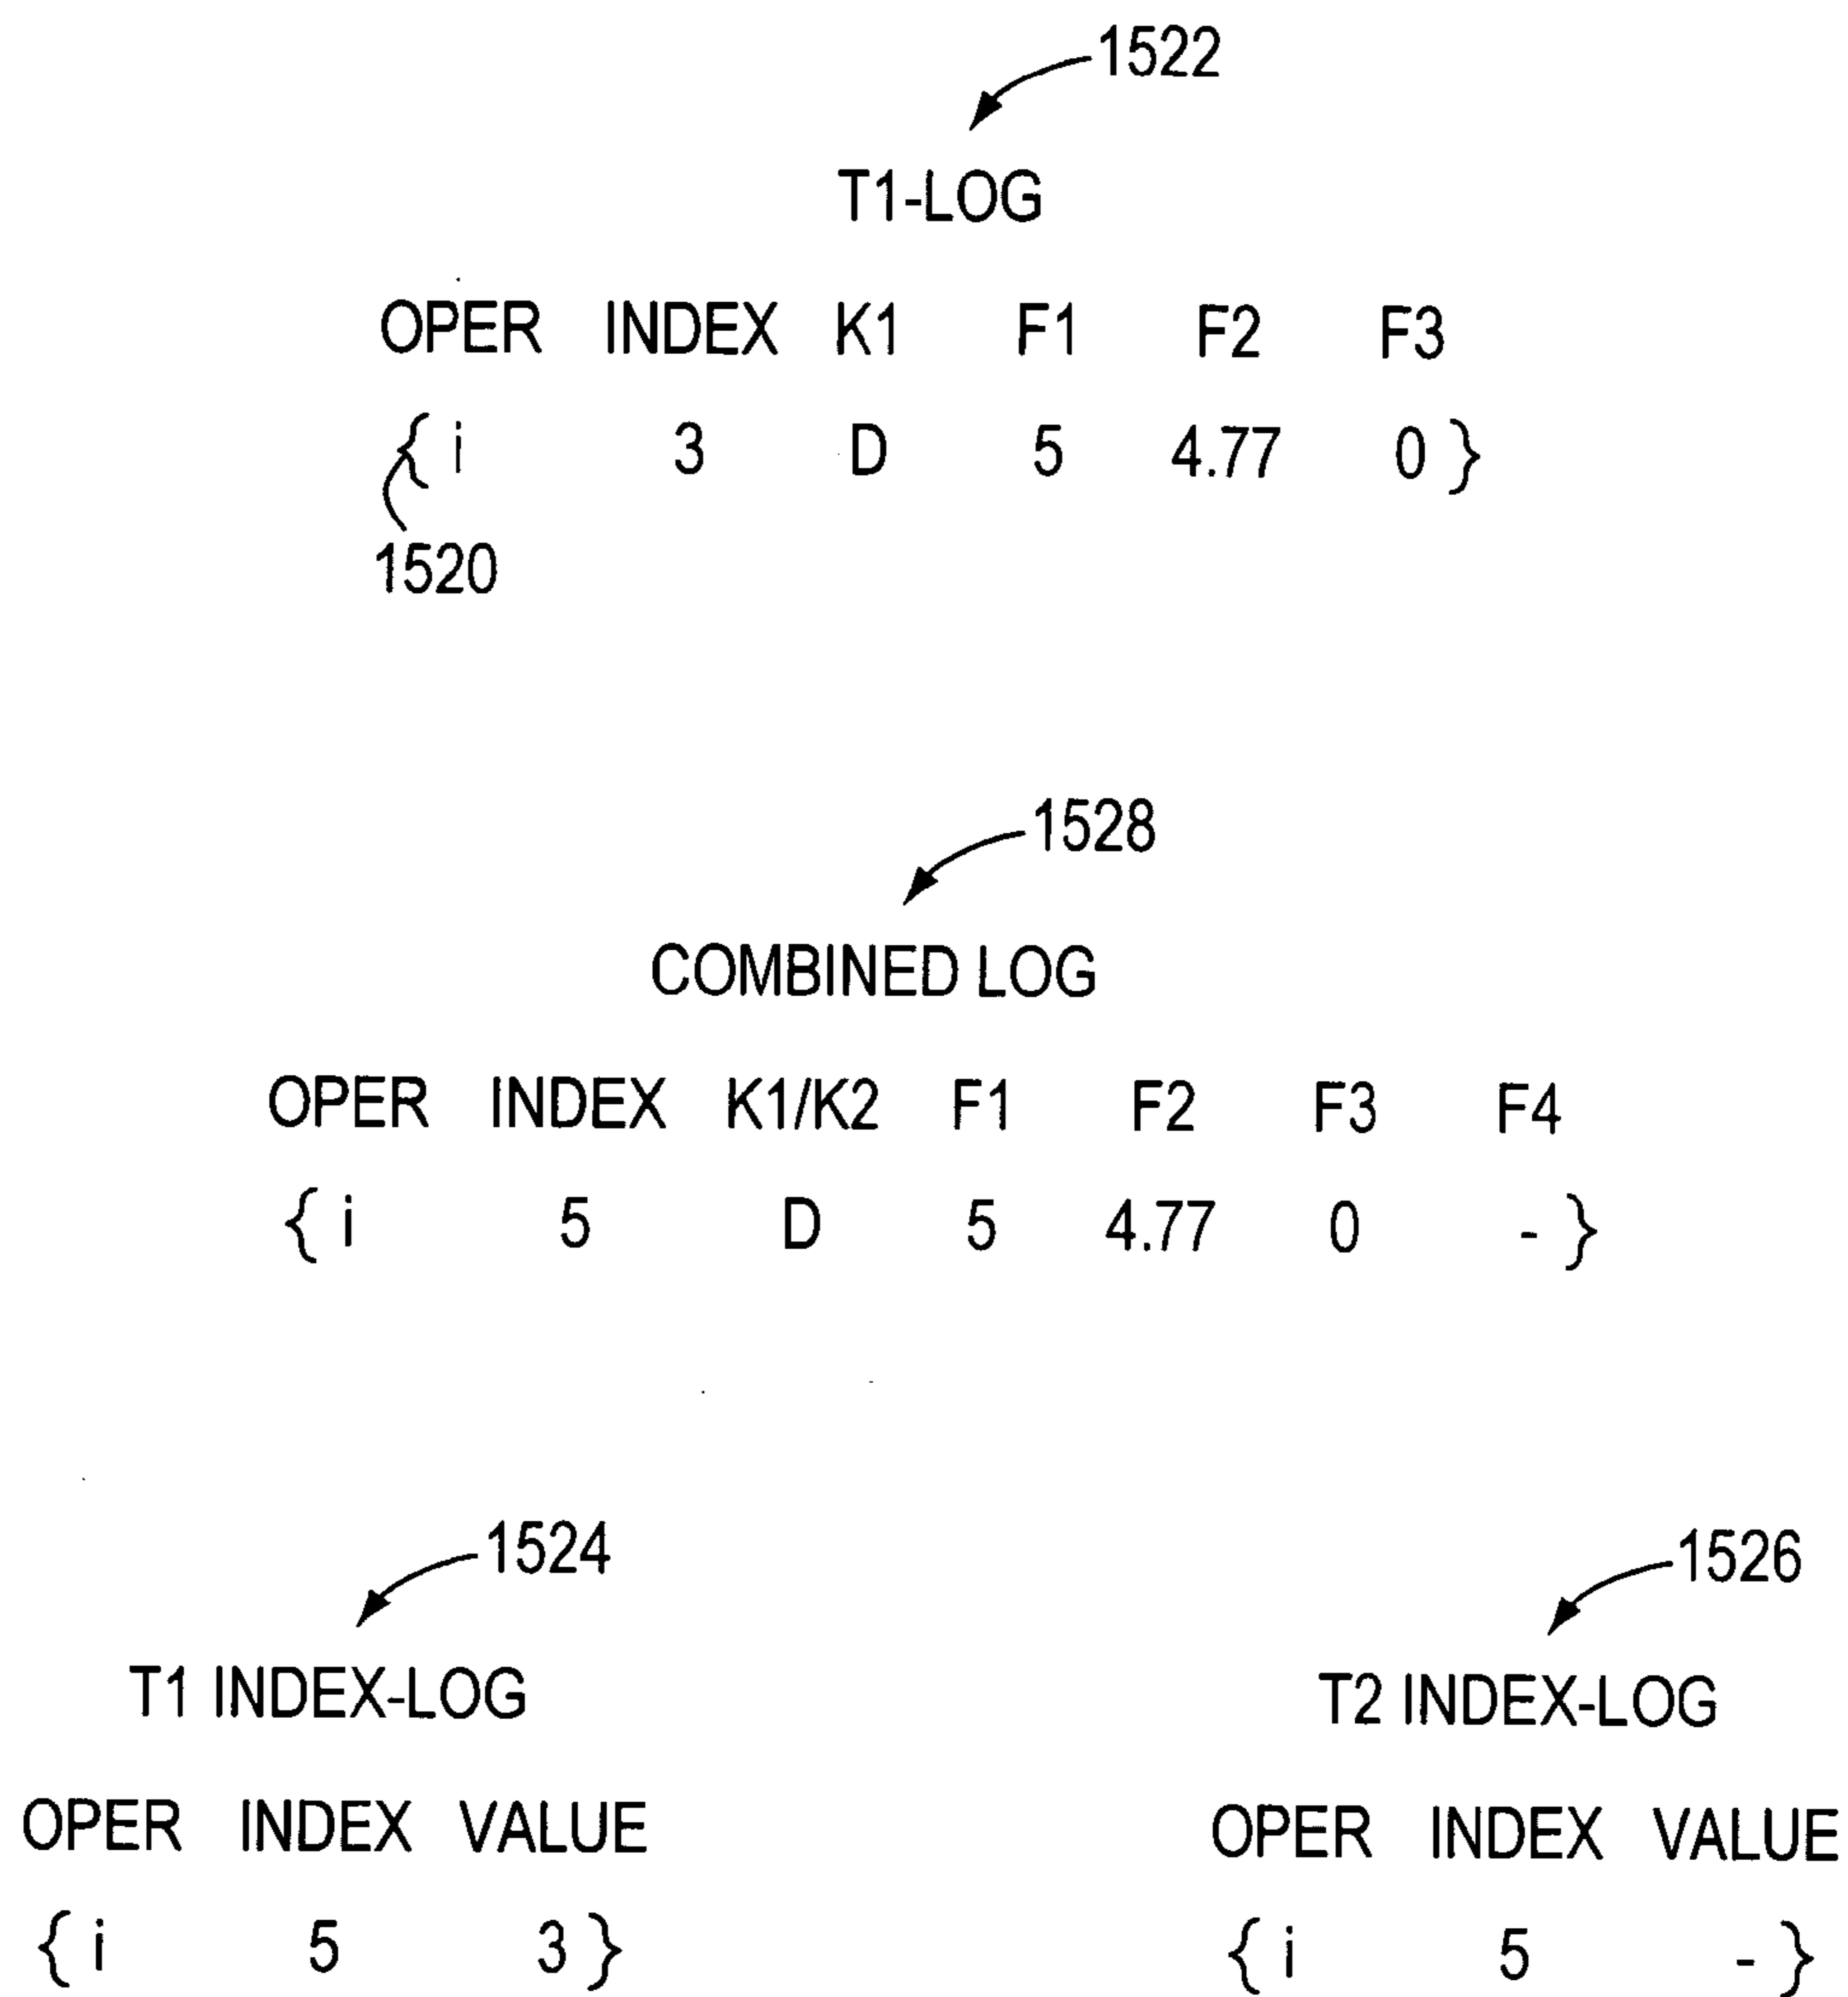 1522
T1-LOG
OPER INDEX K1 F1 F2 F3
{ i 3 D 5 4.77 0 }
1520
1528
COMBINED LOG
OPER INDEX K1/K2 F1 F2 F3 F4
{ i 5 D 5 4.77 0 - }
1524
T1 INDEX-LOG
OPER INDEX VALUE
{ i 5 3 }
1526
T2 INDEX-LOG
OPER INDEX VALUE
{ i 5 - }